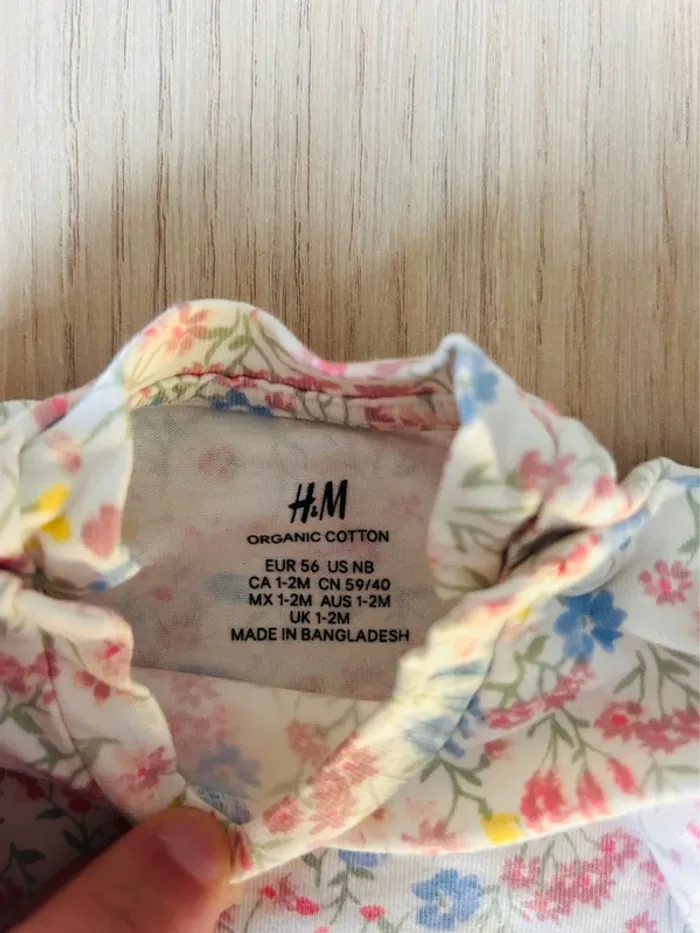 H&M
ORGANIC COTTON
EUR 56 US NB
CA 1-2M CN 59/40
MX 1-2M AUS 1-2M
UK 1-2M
MADE IN BANGLADESH